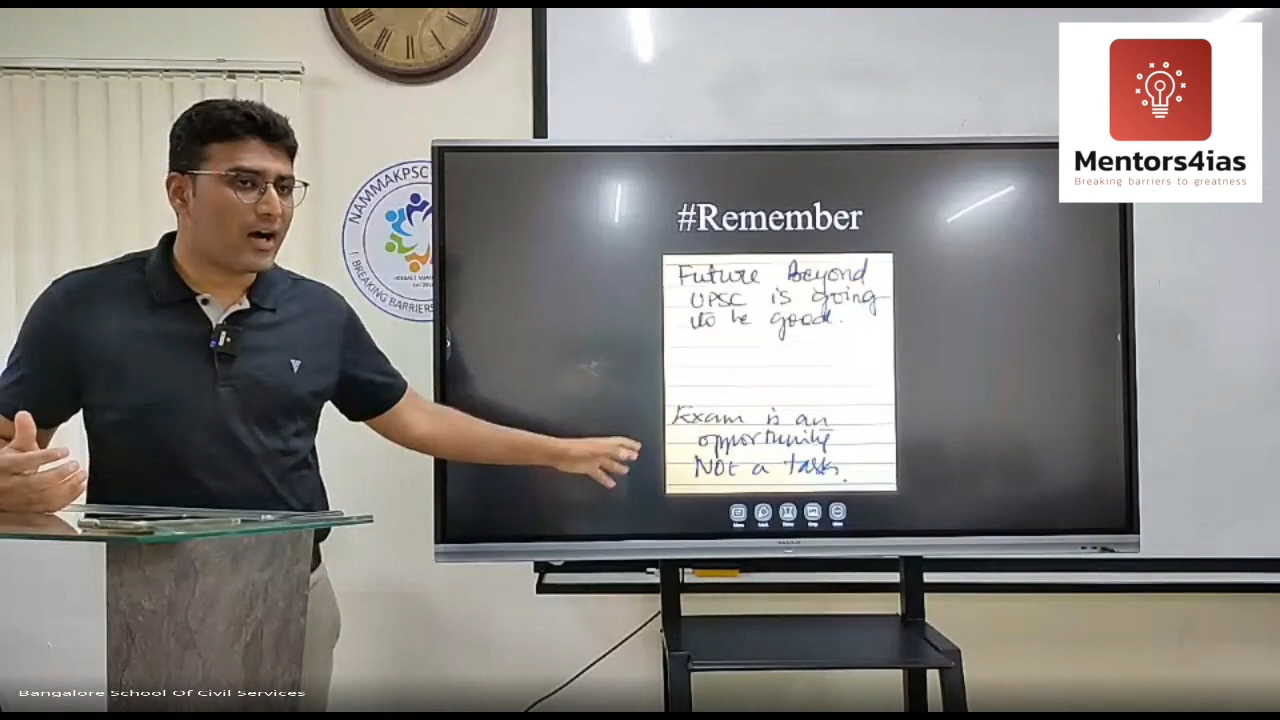 NAMMAKPSC
BREAKING BARRIERS
Mentors4ias
Breaking barriers to greatness
#Remember
Future Beyond
UPSC is going
to be good.
Exam is an
opportunity
Not a task.
Bangalore School Of Civil Services